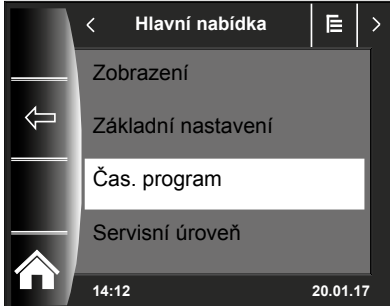 Hlavní nabídka
Zobrazení
Základní nastavení
Čas. program
Servisní úroveň
14:12 20.01.17